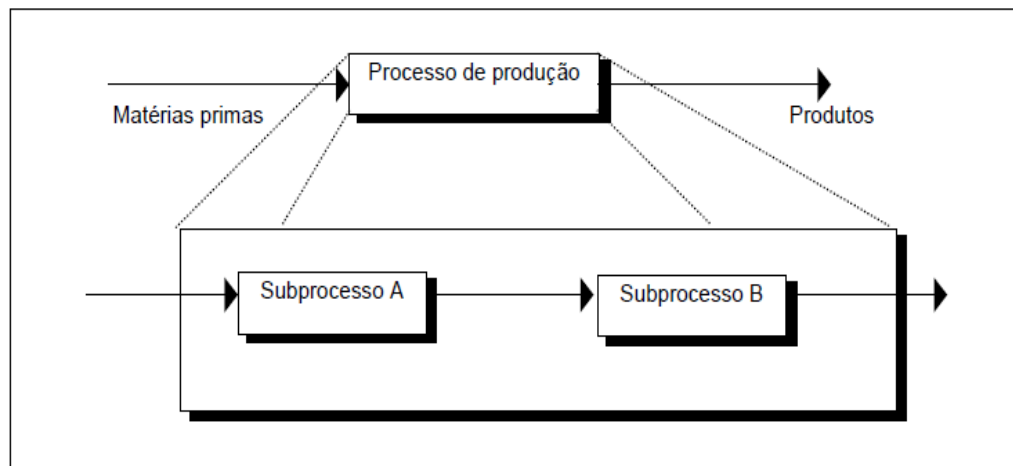 Processo de produção
Matérias primas
Produtos
Subprocesso A
Subprocesso B